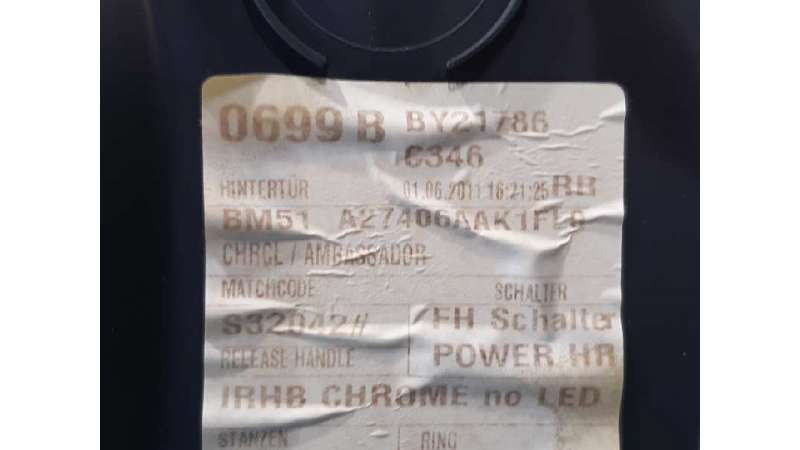 0699 B BY21786
C346
HINTERTÜR 01.06.2011 16:21:25 RB
BM51 A27406AAK1FL8
CHRCL / AMBASSADOR
MATCHCODE SCHALTER
S32042// /FH Schalter
RELEASE HANDLE POWER HR
IRHB CHROME no LED
STANZEN RING